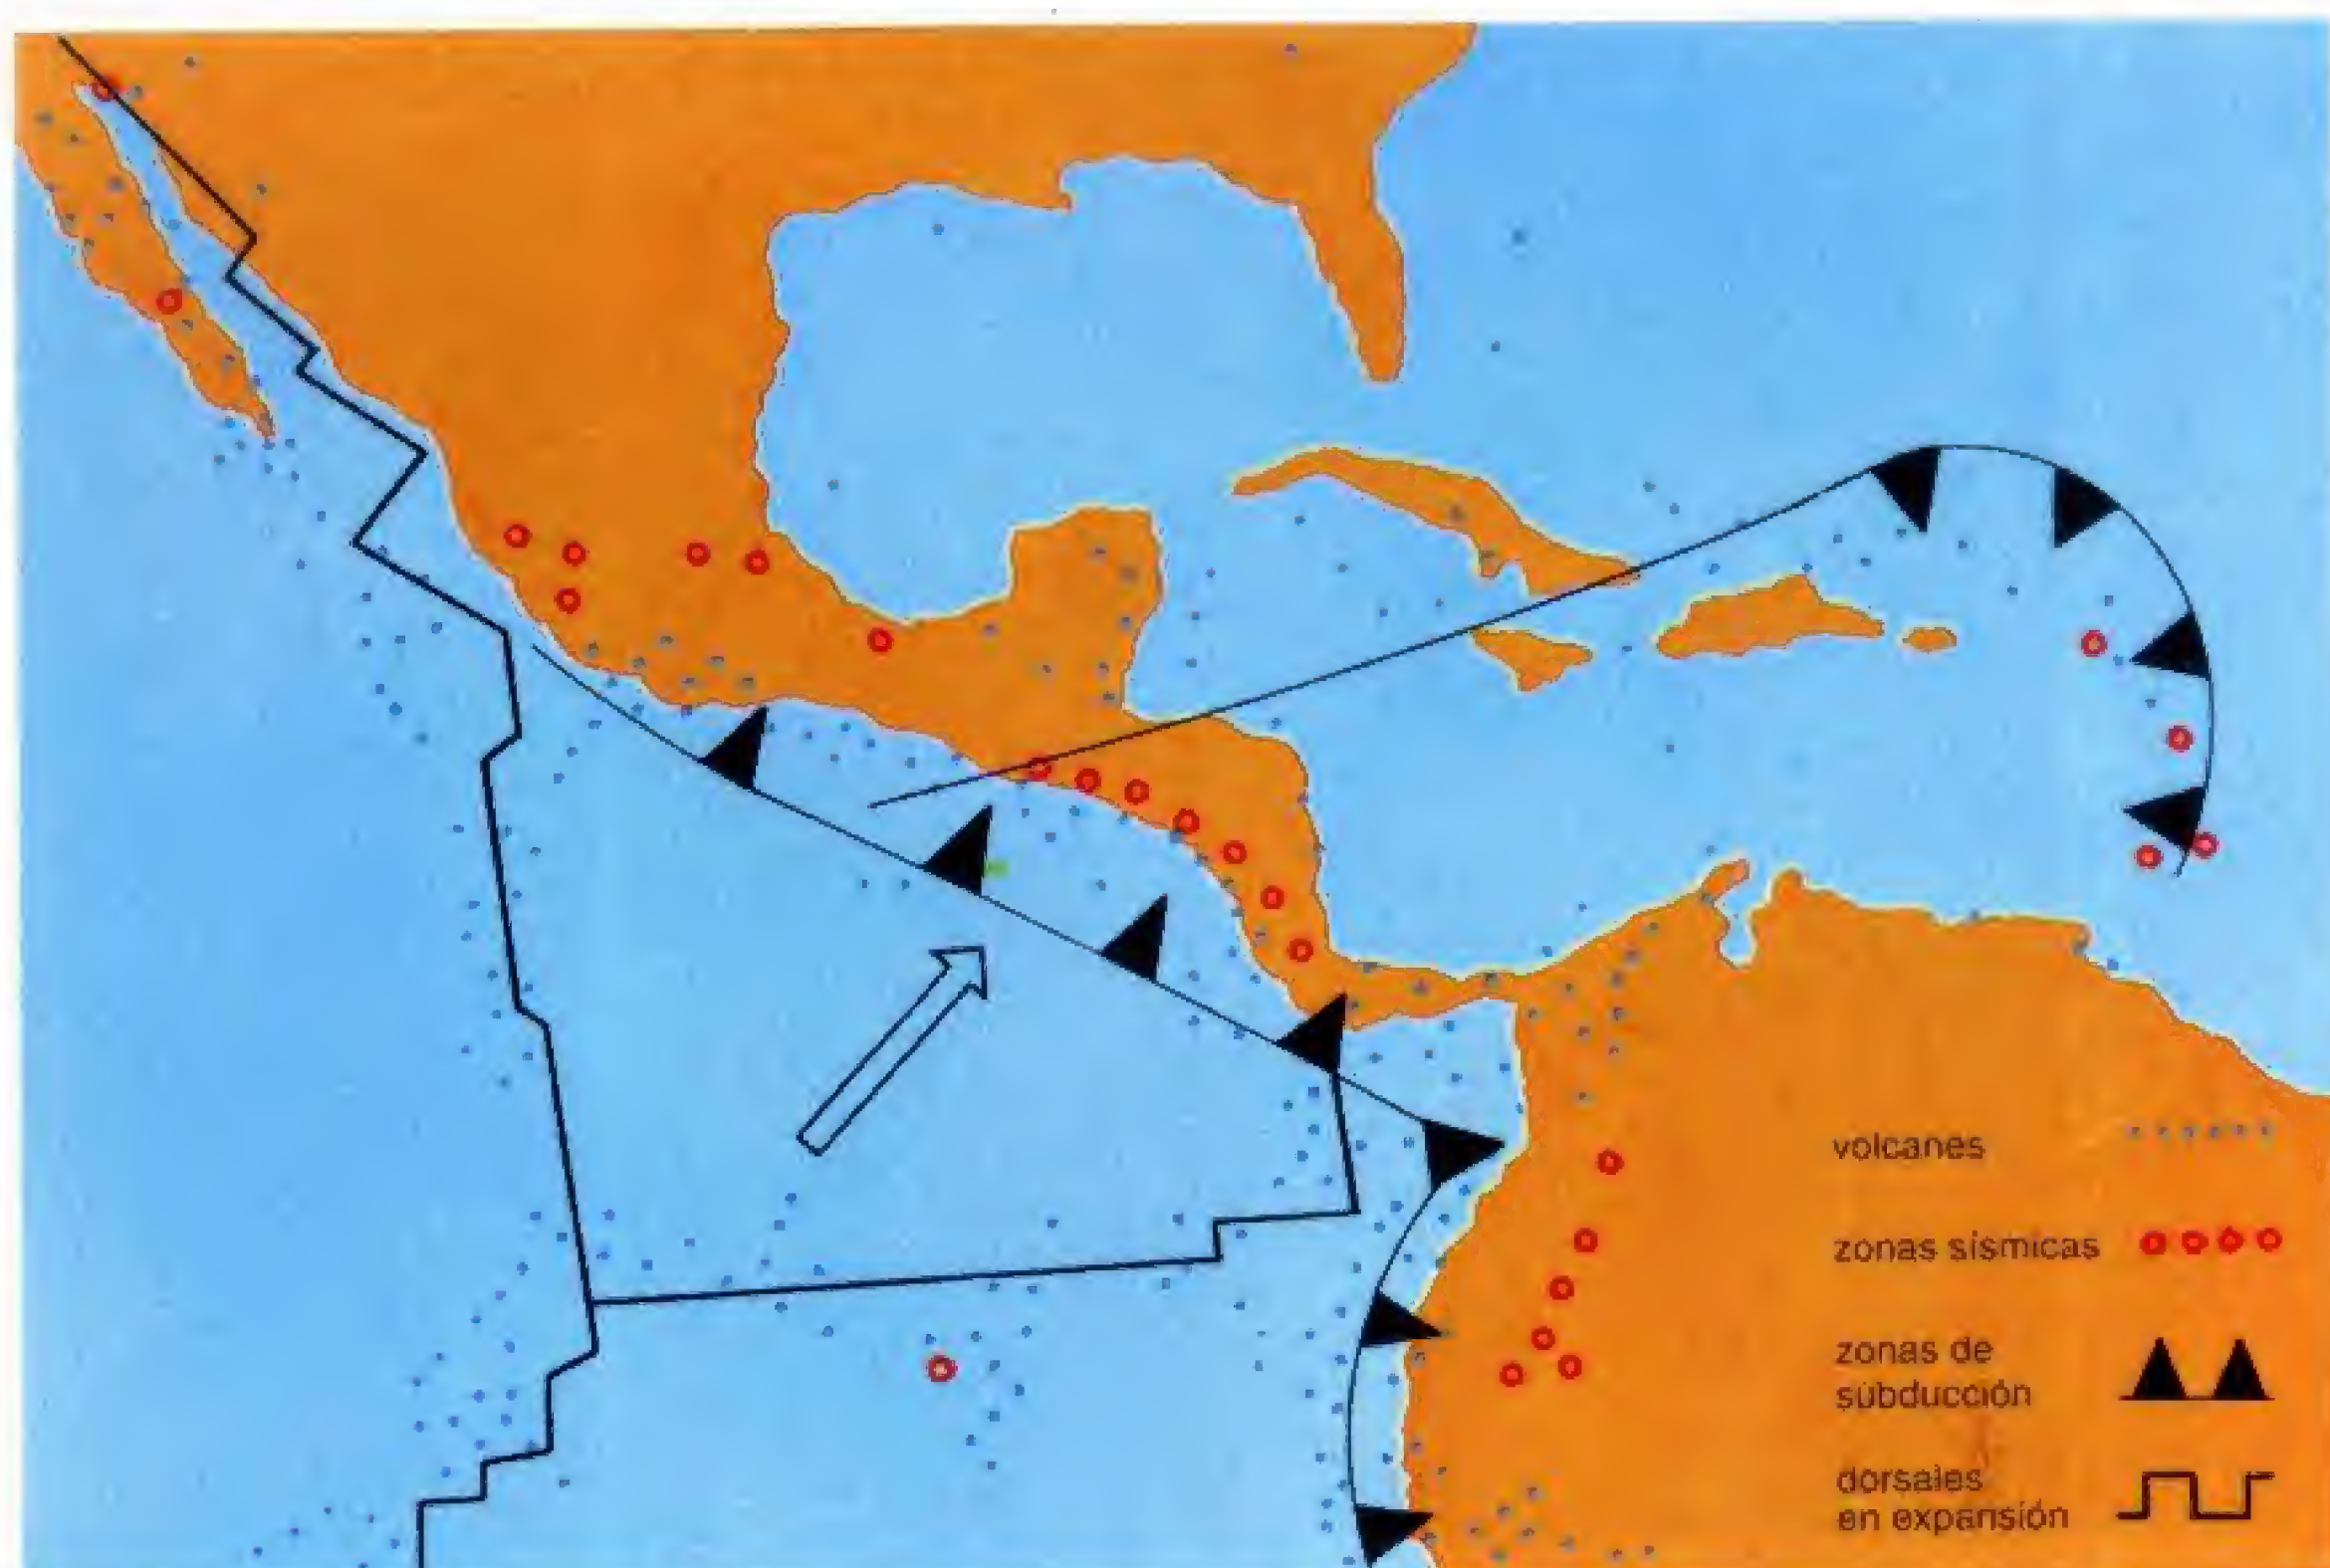 volcanes
zonas sísmicas
zonas de
subducción
dorsales
en expansión